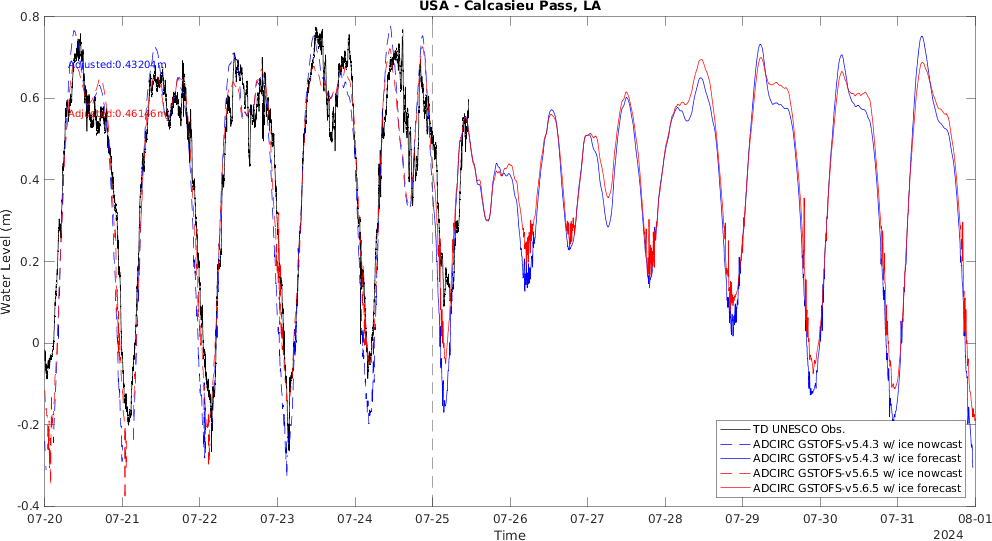 USA - Calcasieu Pass, LA
0.8
0.6
0.4
0.2
0
-0.2
-0.4
Water Level (m)
Adjusted:0.43204m
Adjusted:0.46146m
TD UNESCO Obs.
ADCIRC GSTOFS-v5.4.3 w/ ice nowcast
ADCIRC GSTOFS-v5.4.3 w/ ice forecast
ADCIRC GSTOFS-v5.6.5 w/ ice nowcast
ADCIRC GSTOFS-v5.6.5 w/ ice forecast
07-20 07-21 07-22 07-23 07-24 07-25 07-26 07-27 07-28 07-29 07-30 07-31 08-01
Time
2024